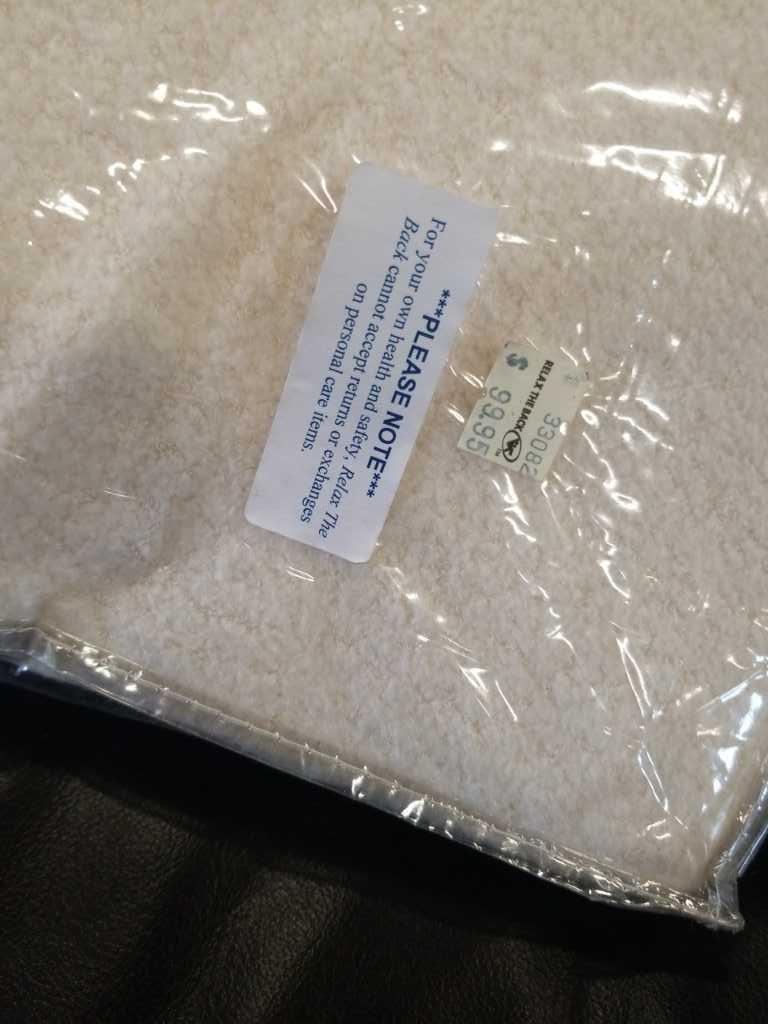 ***PLEASE NOTE***
For your own health and safety, Relax The
Back cannot accept returns or exchanges
on personal care items.
33082
RELAX THE BACK
TM
$ 99.95